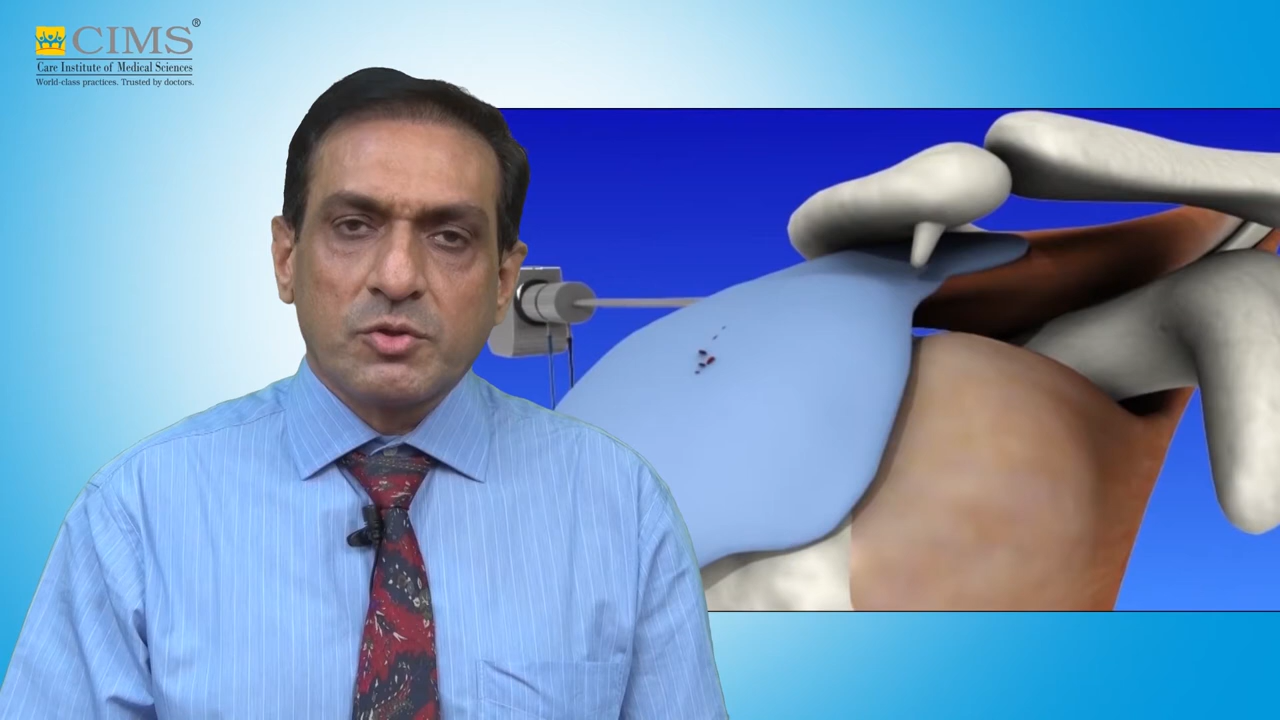 CIMS®
Care Institute of Medical Sciences
World-class practices. Trusted by doctors.